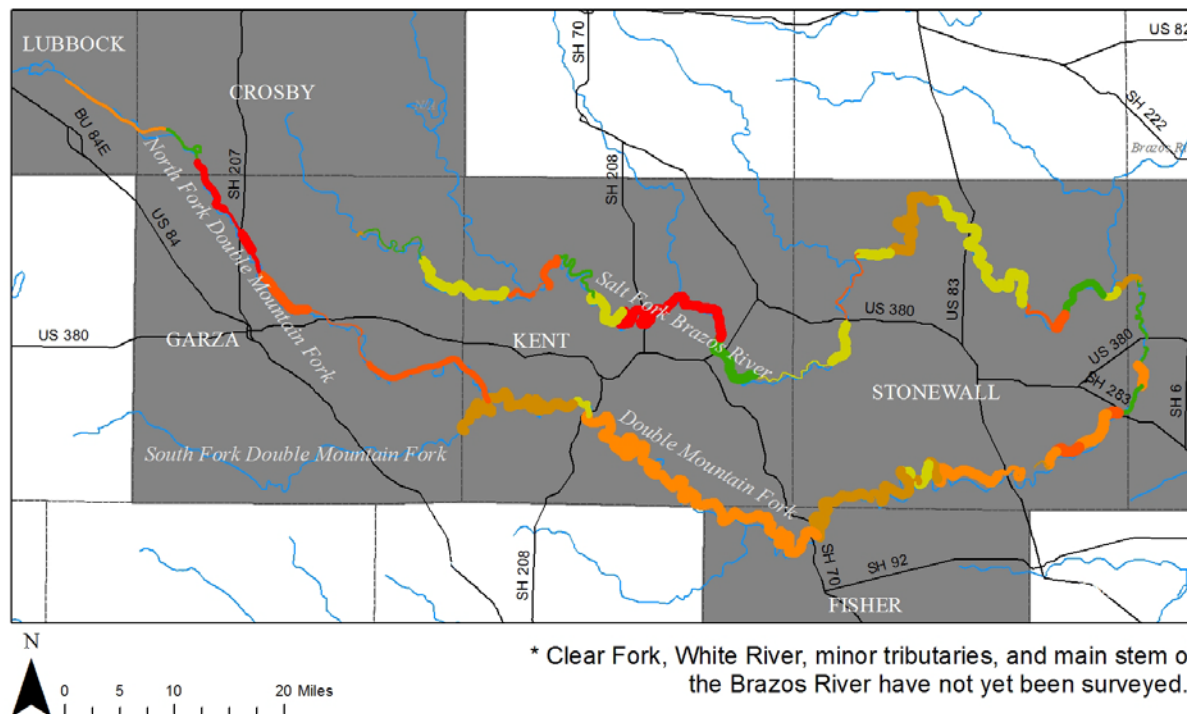 LUBBOCK
CROSBY
BU 84E
SH 207
US 84
North Fork Double Mountain Fork
SH 70
SH 208
US 82
SH 222
Brazos Ri
US 380
GARZA
KENT
Salt Fork Brazos River
US 380
US 83
US 380
SH 283
SH 6
STONEWALL
South Fork Double Mountain Fork
Double Mountain Fork
SH 208
SH 70
SH 92
FISHER
N
0 5 10 20 Miles
* Clear Fork, White River, minor tributaries, and main stem o
the Brazos River have not yet been surveyed.